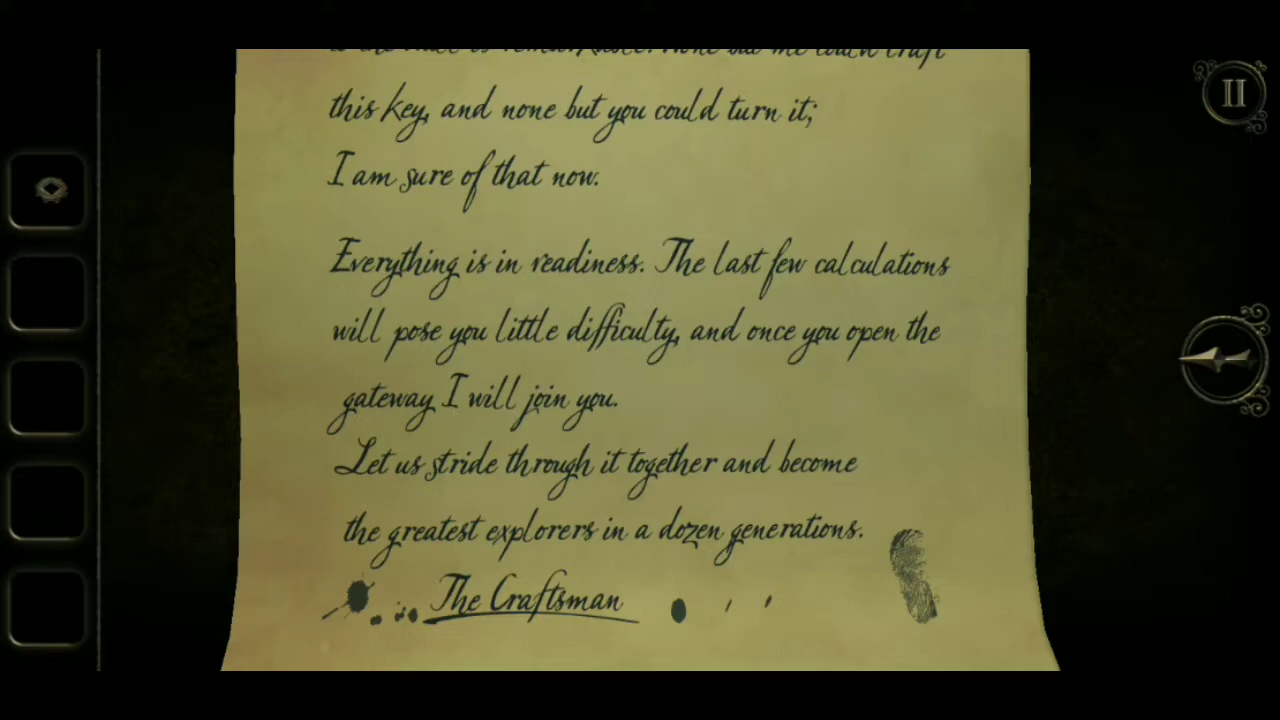 this key, and none but you could turn it;
I am sure of that now.
Everything is in readiness. The last few calculations
will pose you little difficulty, and once you open the
gateway I will join you.
Let us stride through it together and become
the greatest explorers in a dozen generations.
The Craftsman